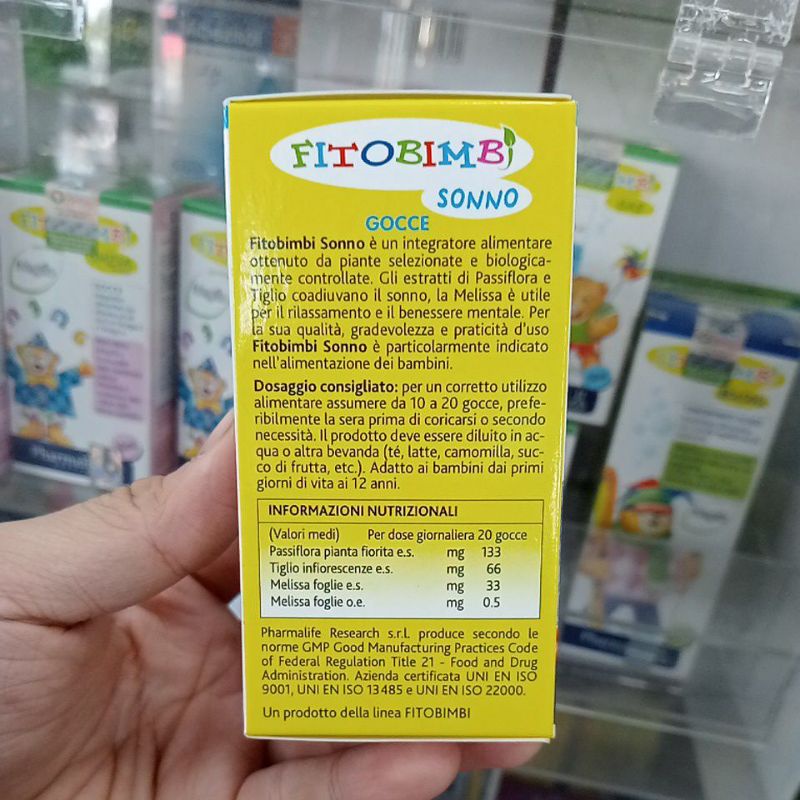 FITOBIMBi
SONNO
GOCCE
Fitobimbi Sonno è un integratore alimentare
ottenuto da piante selezionate e biologica-
mente controllate. Gli estratti di Passiflora e
Tiglio coadiuvano il sonno, la Melissa è utile
per il rilassamento e il benessere mentale. Per
la sua qualità, gradevolezza e praticità d'uso
Fitobimbi Sonno è particolarmente indicato
nell'alimentazione dei bambini.
Dosaggio consigliato: per un corretto utilizzo
alimentare assumere da 10 a 20 gocce, prefe-
ribilmente la sera prima di coricarsi o secondo
necessità. Il prodotto deve essere diluito in ac-
qua o altra bevanda (té, latte, camomilla, suc-
co di frutta, etc.). Adatto ai bambini dai primi
giorni di vita ai 12 anni.
INFORMAZIONI NUTRIZIONALI
(Valori medi) Per dose giornaliera 20 gocce
Passiflora pianta fiorita e.s. mg 133
Tiglio infiorescenze e.s. mg 66
Melissa foglie e.s. mg 33
Melissa foglie o.e. mg 0.5
Pharmalife Research s.r.l. produce secondo le
norme GMP Good Manufacturing Practices Code
of Federal Regulation Title 21 - Food and Drug
Administration. Azienda certificata UNI EN ISO
9001, UNI EN ISO 13485 e UNI EN ISO 22000.
Un prodotto della linea FITOBIMBI